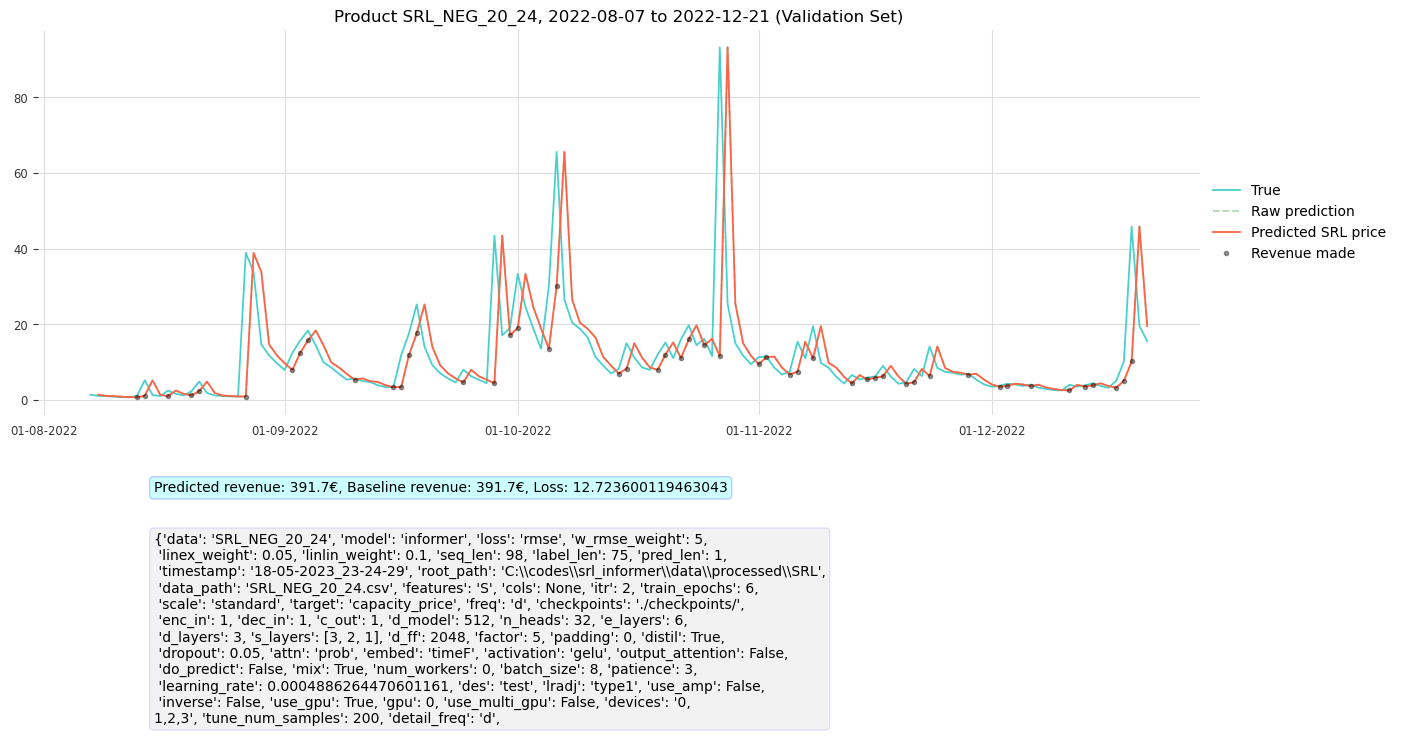 Product SRL_NEG_20_24, 2022-08-07 to 2022-12-21 (Validation Set)
80
60
40
20
0
01-08-2022
01-09-2022
01-10-2022
01-11-2022
01-12-2022
True
Raw prediction
Predicted SRL price
Revenue made
Predicted revenue: 391.7€, Baseline revenue: 391.7€, Loss: 12.723600119463043
{'data': 'SRL_NEG_20_24', 'model': 'informer', 'loss': 'rmse', 'w_rmse_weight': 5,
'linex_weight': 0.05, 'linlin_weight': 0.1, 'seq_len': 98, 'label_len': 75, 'pred_len': 1,
'timestamp': '18-05-2023_23-24-29', 'root_path': 'C:\\codes\\srl_informer\\data\\processed\\SRL',
'data_path': 'SRL_NEG_20_24.csv', 'features': 'S', 'cols': None, 'itr': 2, 'train_epochs': 6,
'scale': 'standard', 'target': 'capacity_price', 'freq': 'd', 'checkpoints': './checkpoints/',
'enc_in': 1, 'dec_in': 1, 'c_out': 1, 'd_model': 512, 'n_heads': 32, 'e_layers': 6,
'd_layers': 3, 's_layers': [3, 2, 1], 'd_ff': 2048, 'factor': 5, 'padding': 0, 'distil': True,
'dropout': 0.05, 'attn': 'prob', 'embed': 'timeF', 'activation': 'gelu', 'output_attention': False,
'do_predict': False, 'mix': True, 'num_workers': 0, 'batch_size': 8, 'patience': 3,
'learning_rate': 0.0004886264470601161, 'des': 'test', 'lradj': 'type1', 'use_amp': False,
'inverse': False, 'use_gpu': True, 'gpu': 0, 'use_multi_gpu': False, 'devices': '0,
1,2,3', 'tune_num_samples': 200, 'detail_freq': 'd',